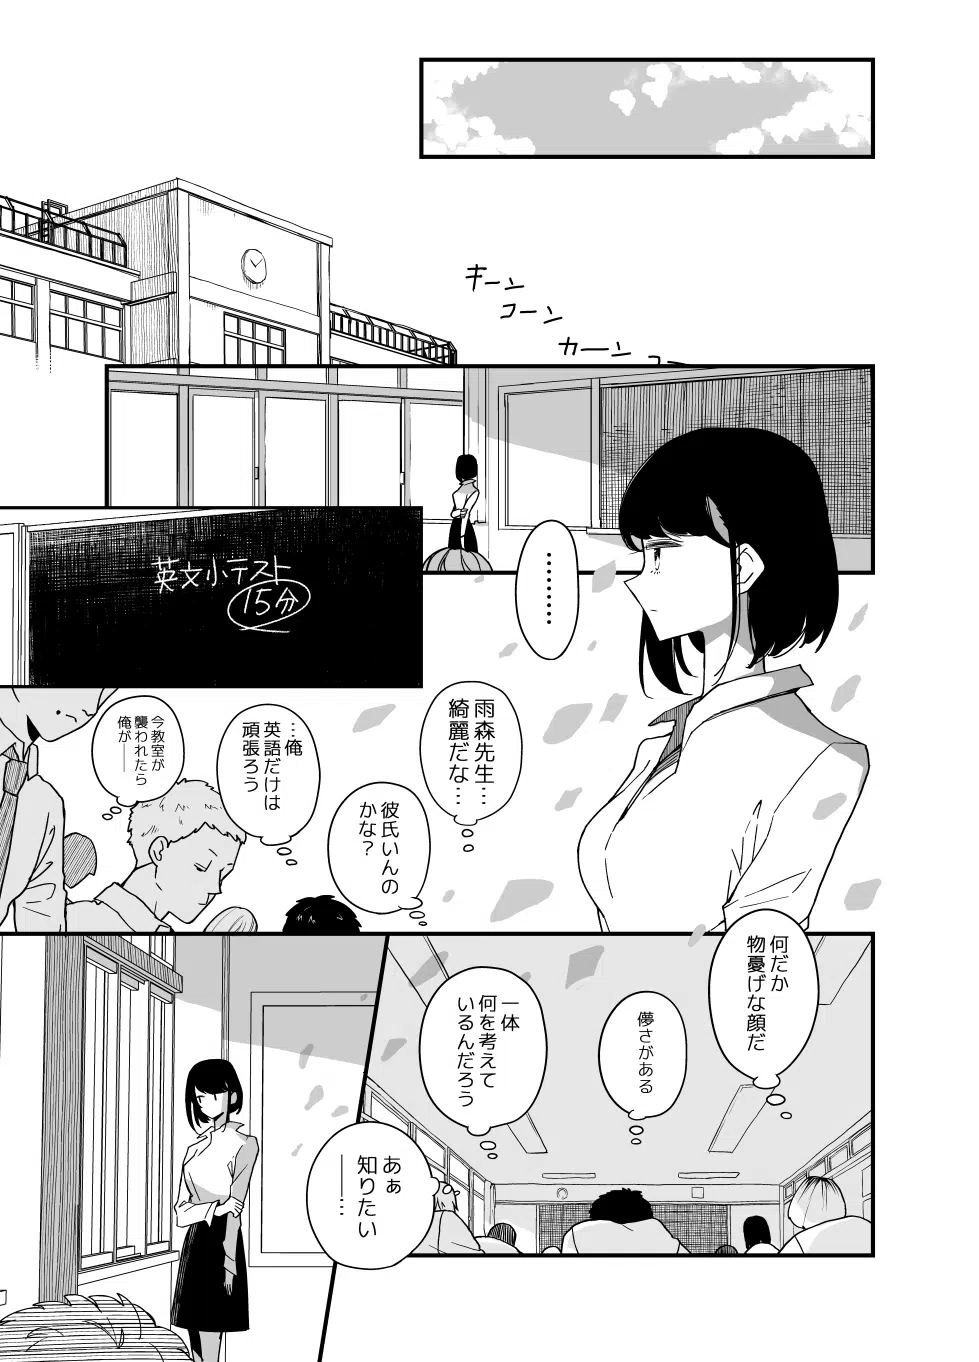 キーン
コーン
カーン
コー
英文小テスト
15分
………
雨森先生…
綺麗だな…
彼氏いんの
かな?
…俺
英語だけは
頑張ろう
今教室が
襲われたら
俺が――
何だか
物憂げな顔だ
儚さがある
一体
何を考えて
いるんだろう
あぁ
知りたい
――…